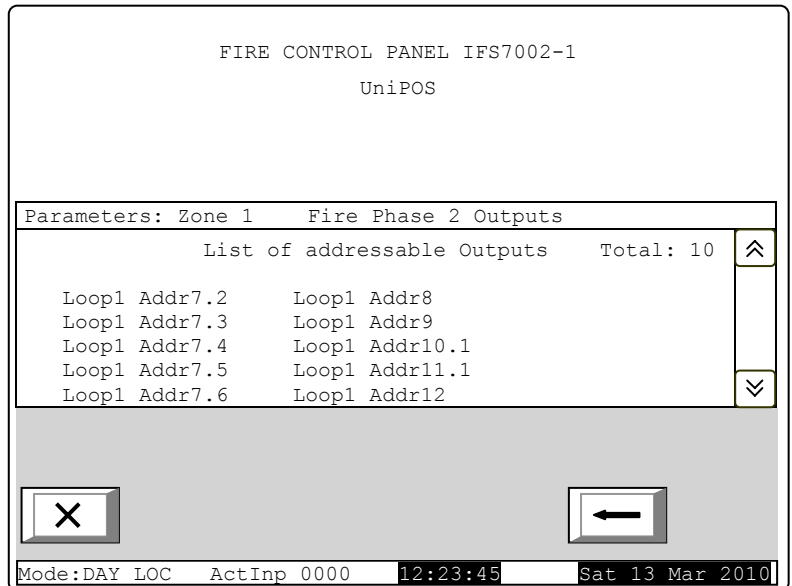 FIRE CONTROL PANEL IFS7002-1
UniPOS
Parameters: Zone 1 Fire Phase 2 Outputs
List of addressable Outputs Total: 10
Loop1 Addr7.2 Loop1 Addr8
Loop1 Addr7.3 Loop1 Addr9
Loop1 Addr7.4 Loop1 Addr10.1
Loop1 Addr7.5 Loop1 Addr11.1
Loop1 Addr7.6 Loop1 Addr12
Mode:DAY LOC ActInp 0000 12:23:45 Sat 13 Mar 2010